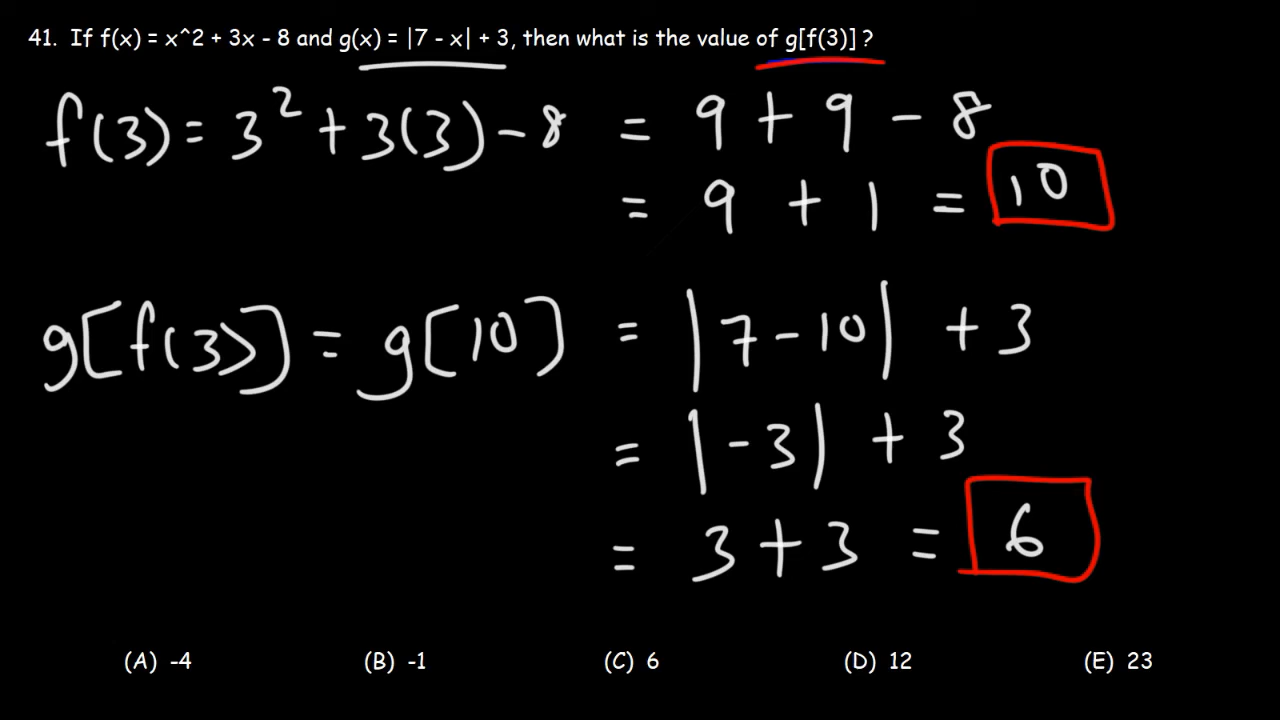 41. If f(x) = x^2 + 3x - 8 and g(x) = |7 - x| + 3, then what is the value of g[f(3)] ?
f(3) = 3² + 3(3) - 8 = 9 + 9 - 8
= 9 + 1 = 10
g[f(3)] = g[10] = |7 - 10| + 3
= |-3| + 3
= 3 + 3 = 6
(A) -4 (B) -1 (C) 6 (D) 12 (E) 23